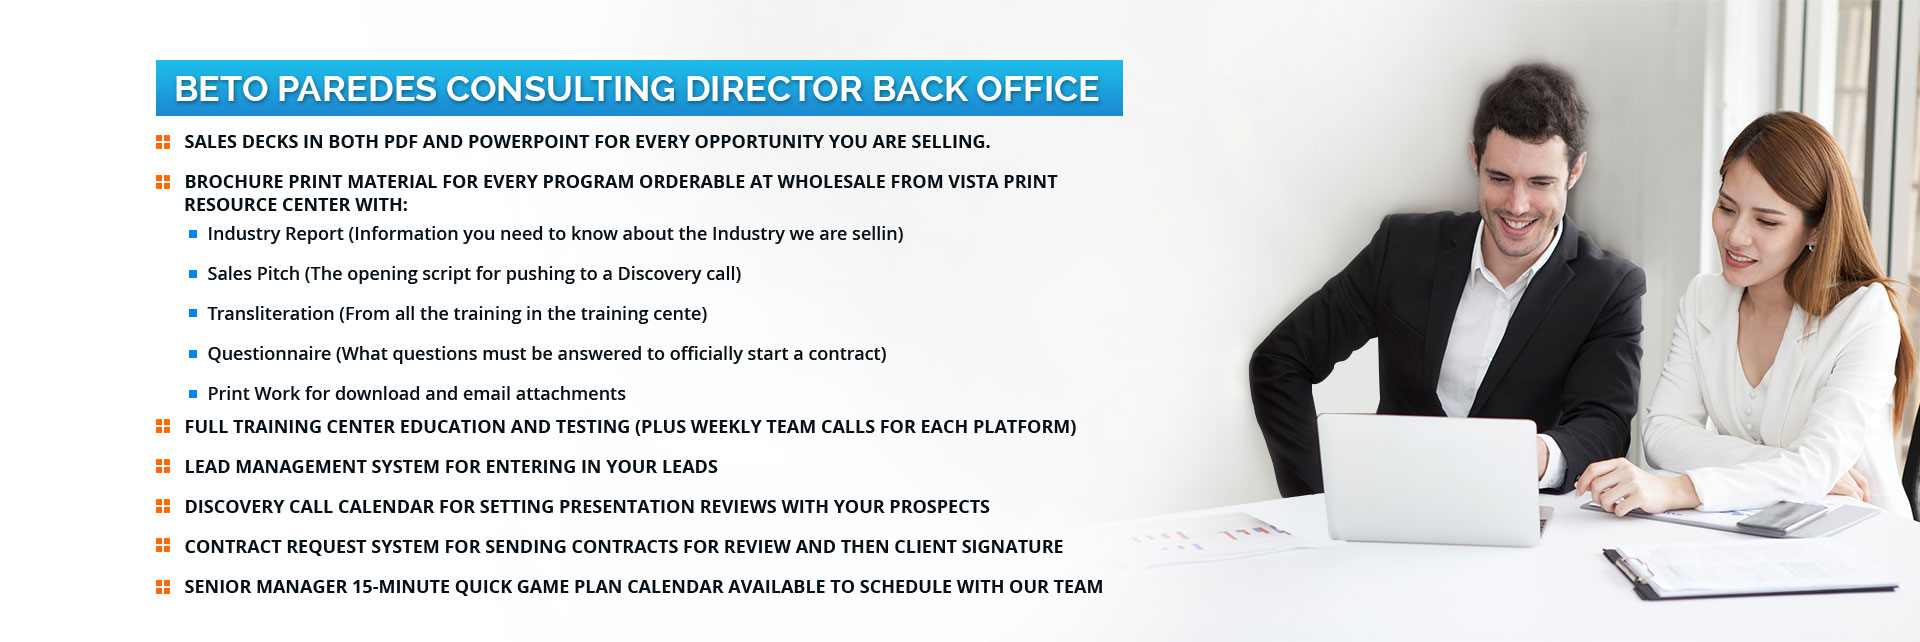 BETO PAREDES CONSULTING DIRECTOR BACK OFFICE
SALES DECKS IN BOTH PDF AND POWERPOINT FOR EVERY OPPORTUNITY YOU ARE SELLING.
BROCHURE PRINT MATERIAL FOR EVERY PROGRAM ORDERABLE AT WHOLESALE FROM VISTA PRINT
RESOURCE CENTER WITH:
Industry Report (Information you need to know about the Industry we are sellin)
Sales Pitch (The opening script for pushing to a Discovery call)
Transliteration (From all the training in the training cente)
Questionnaire (What questions must be answered to officially start a contract)
Print Work for download and email attachments
FULL TRAINING CENTER EDUCATION AND TESTING (PLUS WEEKLY TEAM CALLS FOR EACH PLATFORM)
LEAD MANAGEMENT SYSTEM FOR ENTERING IN YOUR LEADS
DISCOVERY CALL CALENDAR FOR SETTING PRESENTATION REVIEWS WITH YOUR PROSPECTS
CONTRACT REQUEST SYSTEM FOR SENDING CONTRACTS FOR REVIEW AND THEN CLIENT SIGNATURE
SENIOR MANAGER 15-MINUTE QUICK GAME PLAN CALENDAR AVAILABLE TO SCHEDULE WITH OUR TEAM